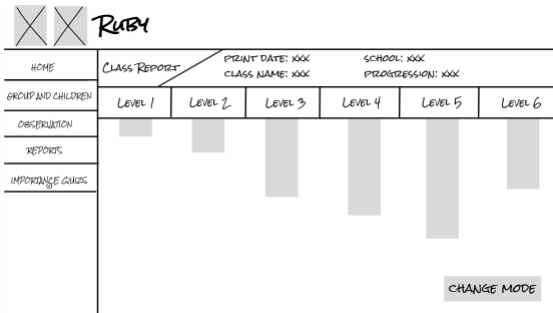 Ruby
HOME
GROUP AND CHILDREN
OBSERVATION
REPORTS
IMPORTANCE QUIZS
CLASS REPORT
PRINT DATE: XXX
SCHOOL: XXX
CLASS NAME: XXX
PROGRESSION: XXX
LEVEL 1
LEVEL 2
LEVEL 3
LEVEL 4
LEVEL 5
LEVEL 6
CHANGE MODE